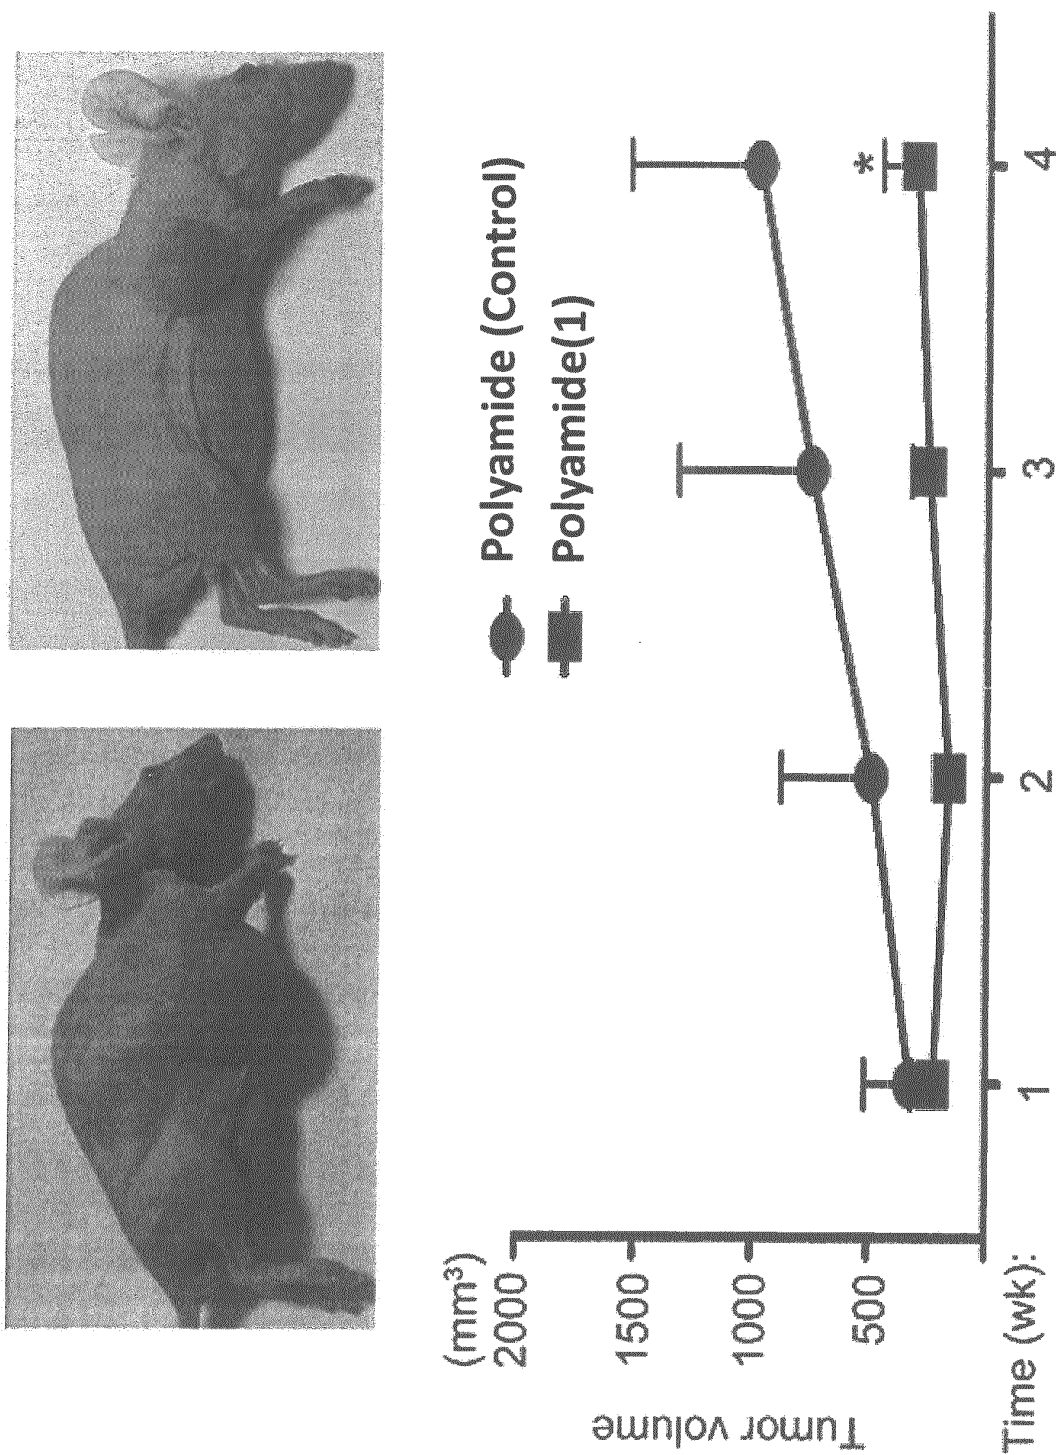 Polyamide (Control)
Polyamide(1)
(mm³)
2000
1500
1000
500
Tumor volume
*
Time (wk):
1
2
3
4